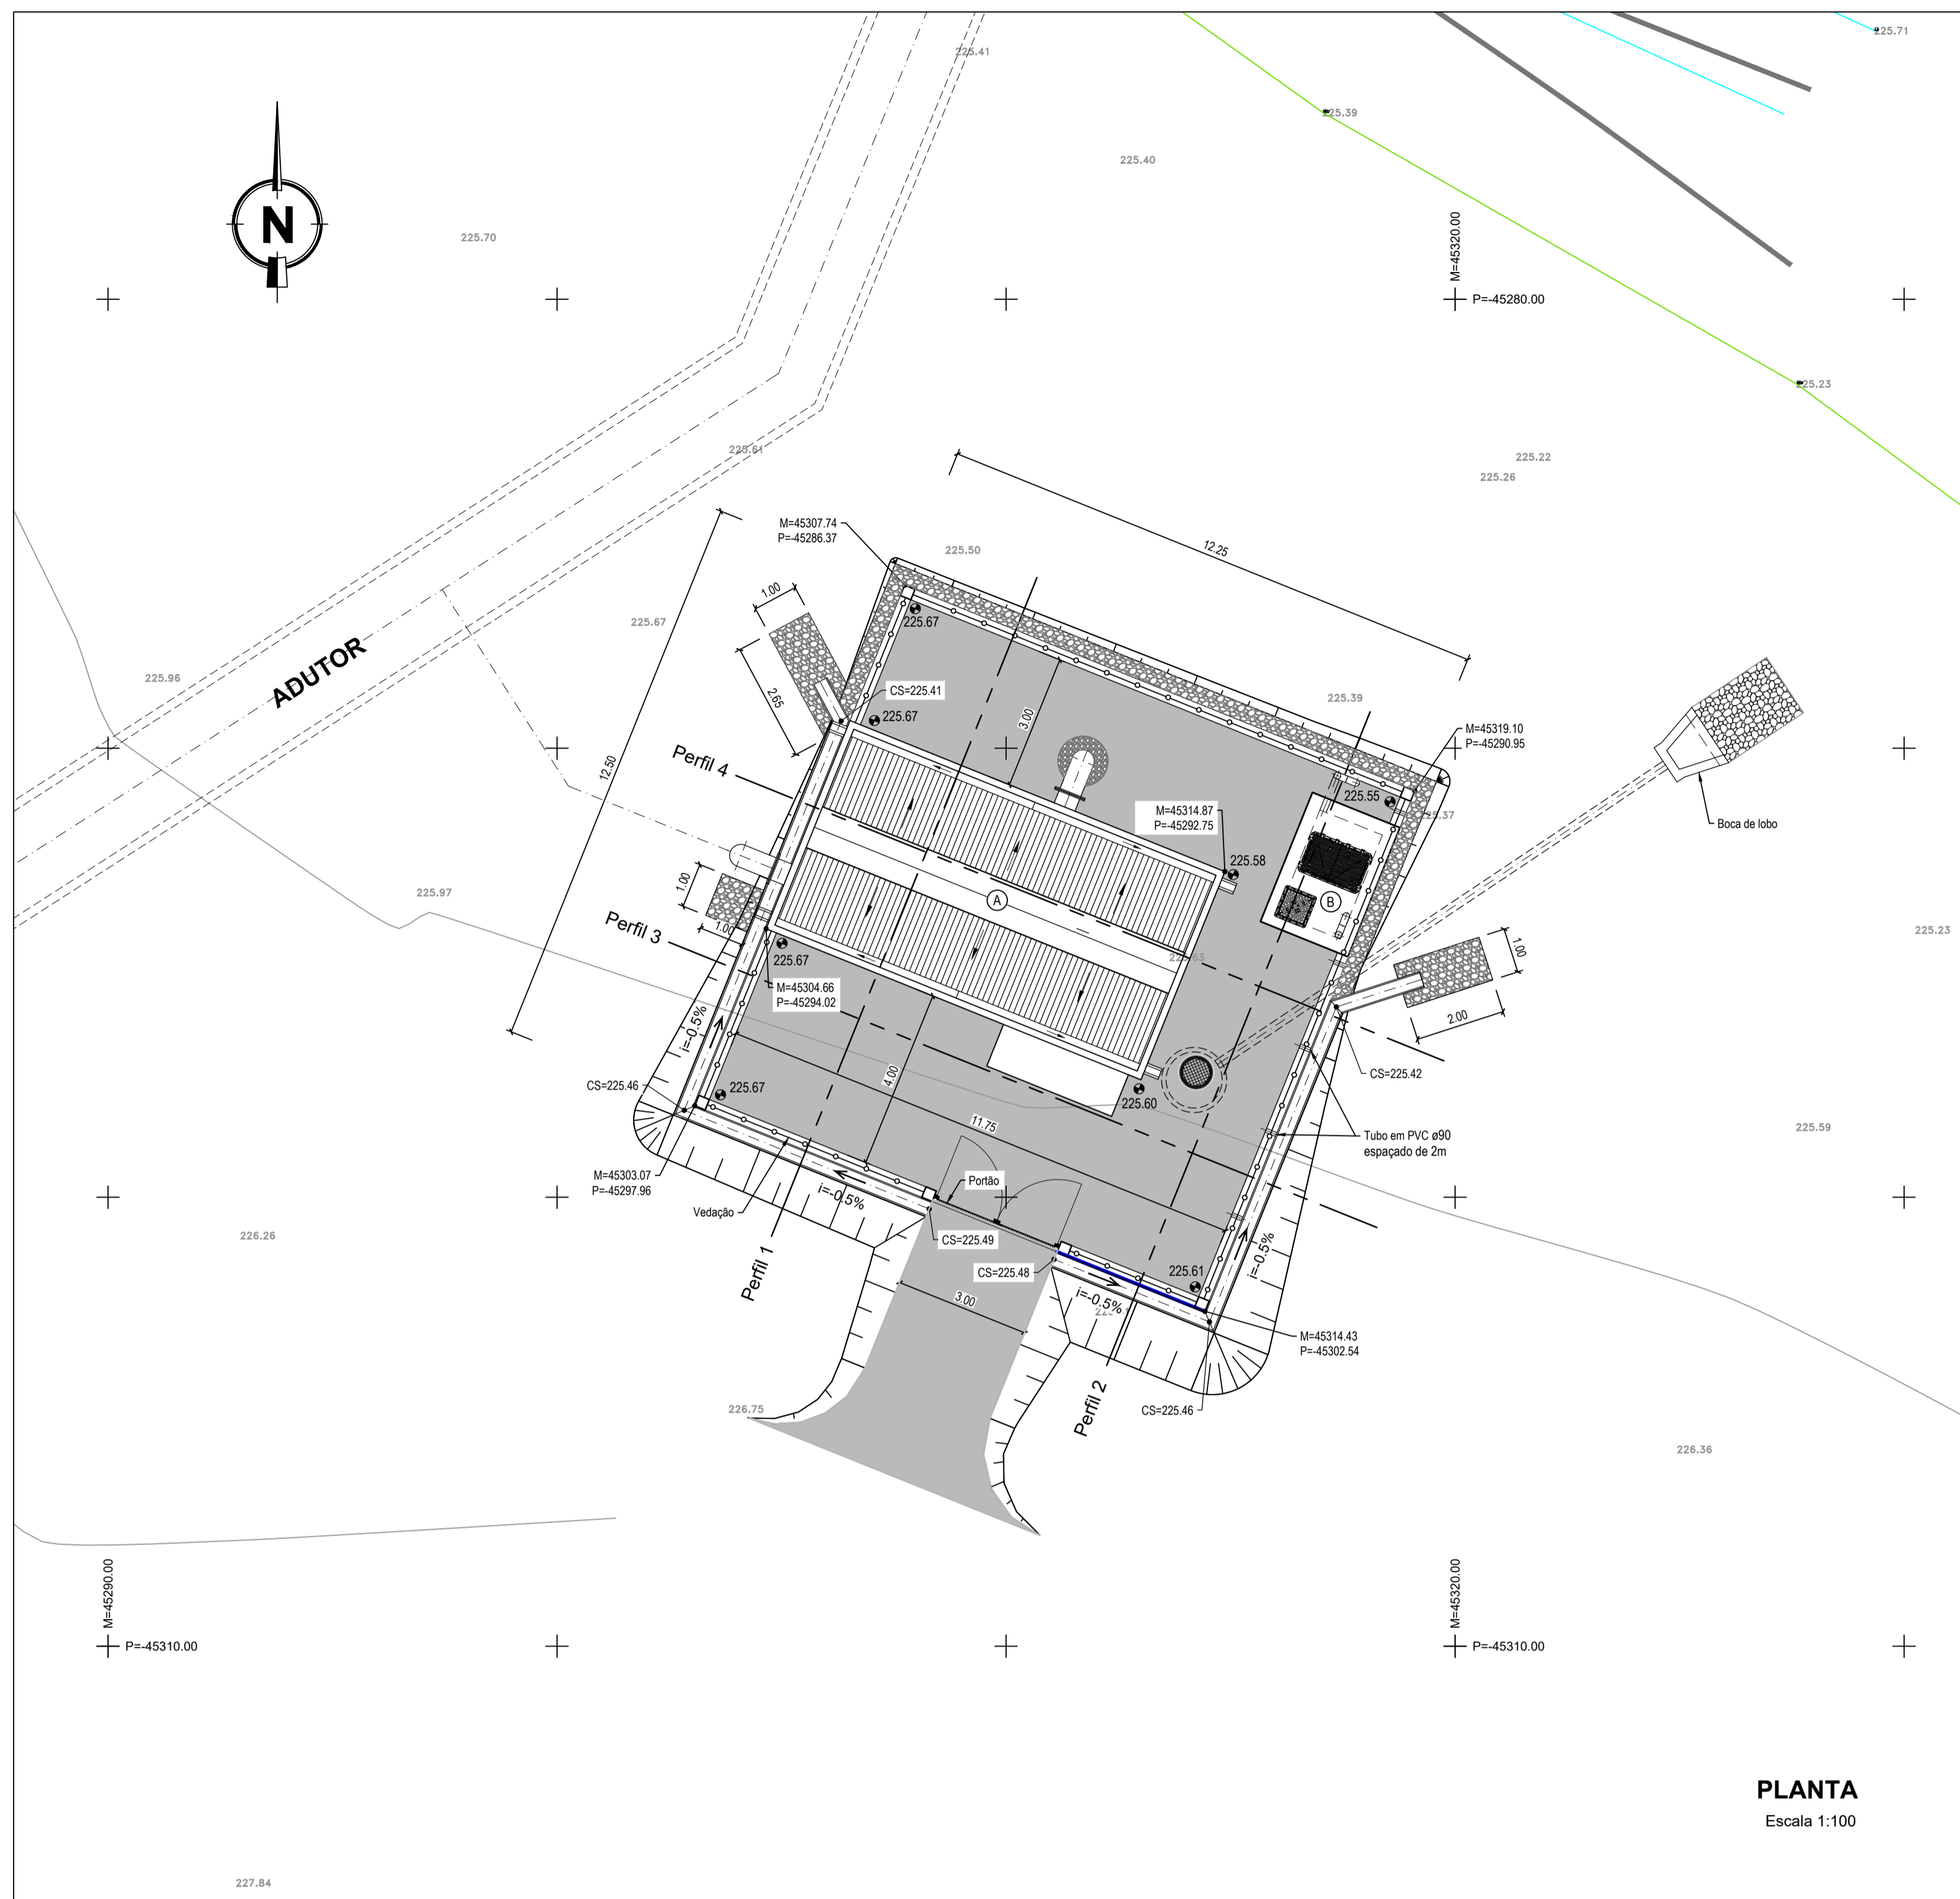 225.71
225.41
225.39
225.40
N
225.70
M=45320.00
P=-45280.00
225.23
225.61
225.22
225.26
M=45307.74
P=-45286.37
12.25
225.50
1.00
225.67
225.67
225.96
ADUTOR
2.65
CS=225.41
225.67
3.00
225.39
M=45319.10
P=-45290.95
12.50
Perfil 4
225.55
M=45314.87
P=-45292.75
225.37
Boca de lobo
225.58
1.00
225.97
A
B
1.00
Perfil 3
225.67
225.23
1.00
M=45304.66
P=-45294.02
2.00
i=-0.5%
CS=225.46
225.67
4.00
CS=225.42
225.60
11.75
Tubo em PVC ø90
espaçado de 2m
225.59
M=45303.07
P=-45297.96
Portão
i=-0.5%
Vedação
226.26
CS=225.49
i=-0.5%
CS=225.48
225.61
Perfil 1
3.00
i=-0.5%
M=45314.43
P=-45302.54
226.75
Perfil 2
CS=225.46
226.36
M=45290.00
P=-45310.00
M=45320.00
P=-45310.00
PLANTA
Escala 1:100
227.84